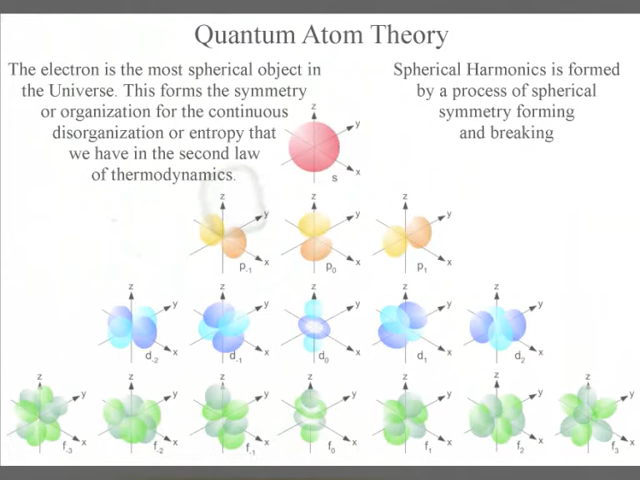 Quantum Atom Theory
The electron is the most spherical object in
the Universe. This forms the symmetry
or organization for the continuous
disorganization or entropy that
we have in the second law
of thermodynamics.
Spherical Harmonics is formed
by a process of spherical
symmetry forming
and breaking
z
y
x
s
z z z
y y y
x x x
p-1 p0 p1
z z z z z
y y y y y
x x x x x
d-2 d-1 d0 d1 d2
z z z z z z z
y y y y y y y
x x x x x x x
f-3 f-2 f-1 f0 f1 f2 f3